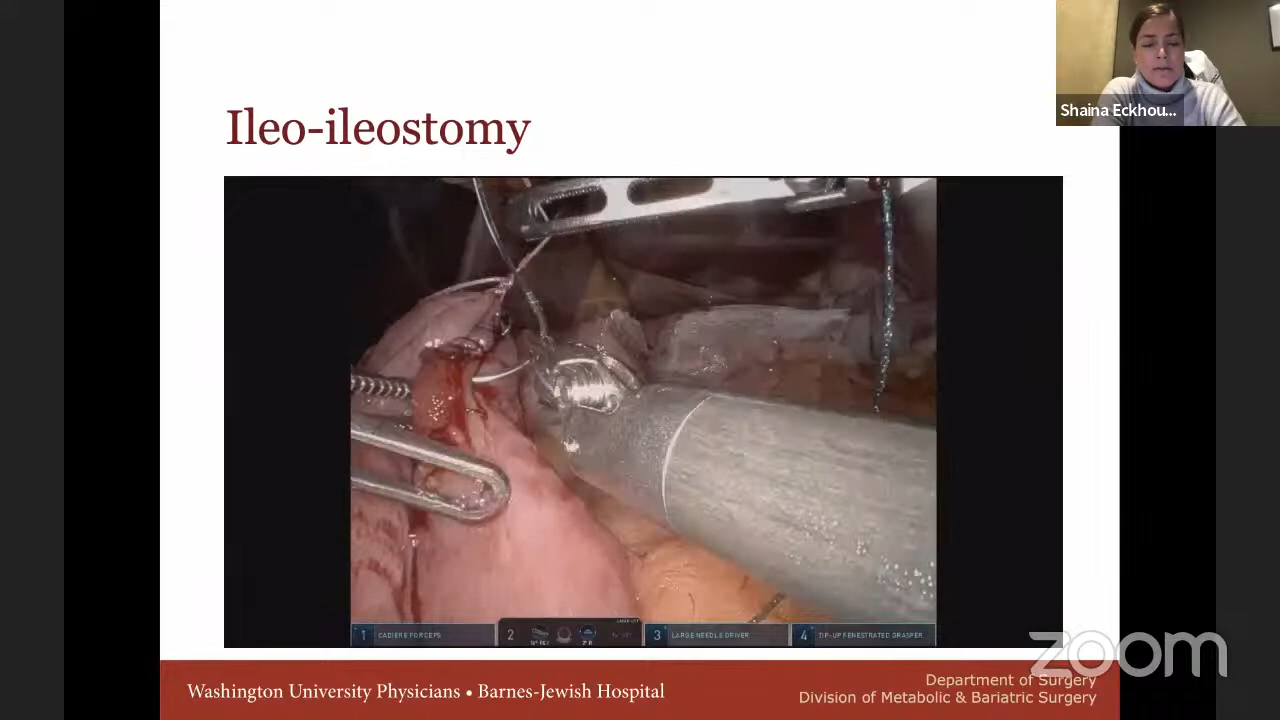 Shaina Eckhou...
Ileo-ileostomy
1 CADIERE FORCEPS
2
3 LARGE NEEDLE DRIVER
4 TIP-UP FENESTRATED GRASPER
zoom
Washington University Physicians • Barnes-Jewish Hospital
Department of Surgery
Division of Metabolic & Bariatric Surgery